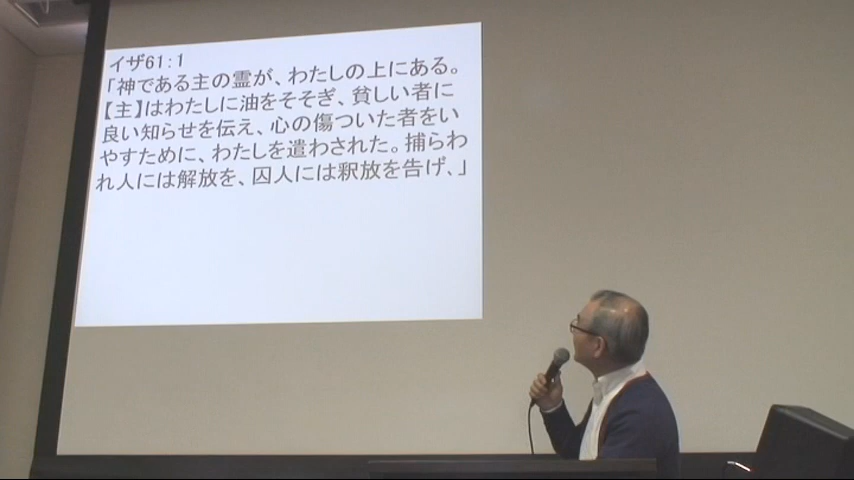 イザ61：1
「神である主の霊が、わたしの上にある。
【主】はわたしに油をそそぎ、貧しい者に
良い知らせを伝え、心の傷ついた者をい
やすために、わたしを遣わされた。捕らわ
れ人には解放を、囚人には釈放を告げ、」